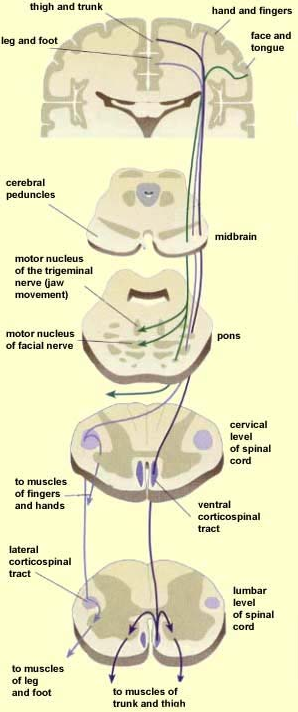 thigh and trunk
hand and fingers
leg and foot
face and
tongue
cerebral
peduncles
midbrain
motor nucleus
of the trigeminal
nerve (jaw
movement)
motor nucleus
of facial nerve
pons
cervical
level
of spinal
cord
to muscles
of fingers
and hands
ventral
corticospinal
tract
lateral
corticospinal
tract
lumbar
level
of spinal
cord
to muscles
of leg
and foot
to muscles of
trunk and thigh